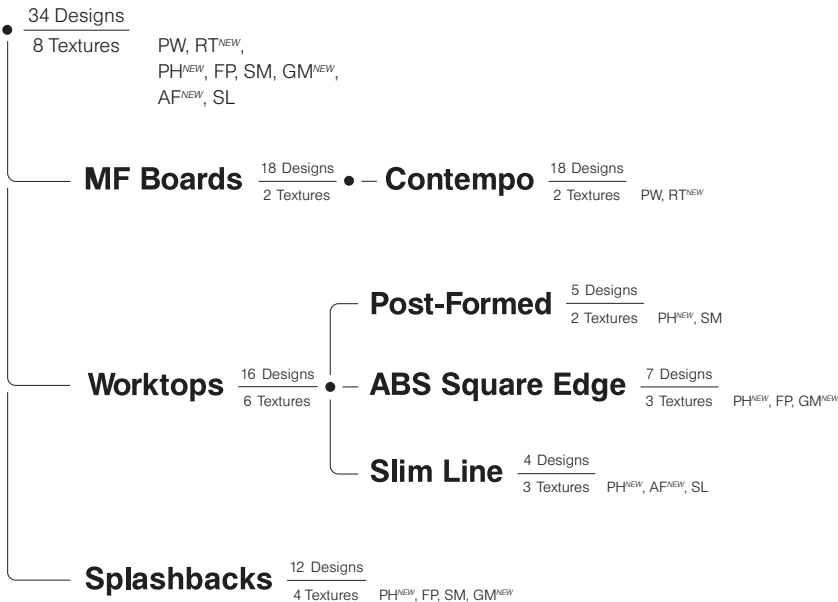 34 Designs
8 Textures
PW, RTNEW,
PHNEW, FP, SM, GMNEW,
AFNEW, SL
MF Boards
18 Designs
2 Textures
Contempo
18 Designs
2 Textures
PW, RTNEW
Post-Formed
5 Designs
2 Textures
PHNEW, SM
Worktops
16 Designs
6 Textures
ABS Square Edge
7 Designs
3 Textures
PHNEW, FP, GMNEW
Slim Line
4 Designs
3 Textures
PHNEW, AFNEW, SL
Splashbacks
12 Designs
4 Textures
PHNEW, FP, SM, GMNEW